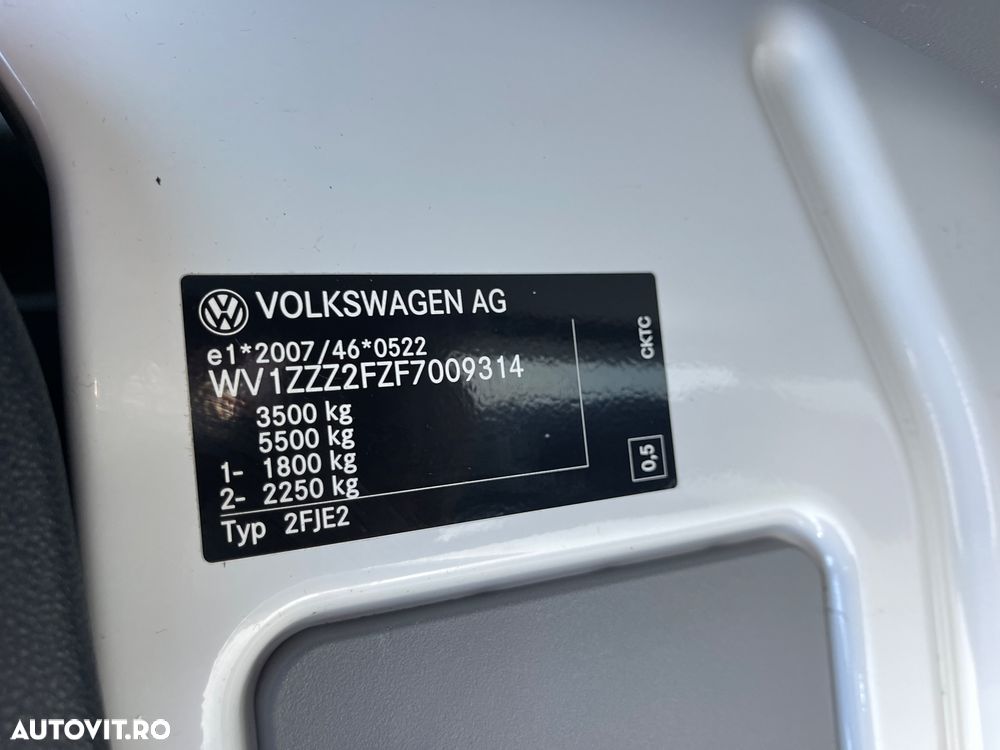 VOLKSWAGEN AG
e1*2007/46*0522
WV1ZZZ2FZF7009314
3500 kg
5500 kg
1- 1800 kg
2- 2250 kg
Typ 2FJE2
CKTC
0,5
AUTOVIT.RO